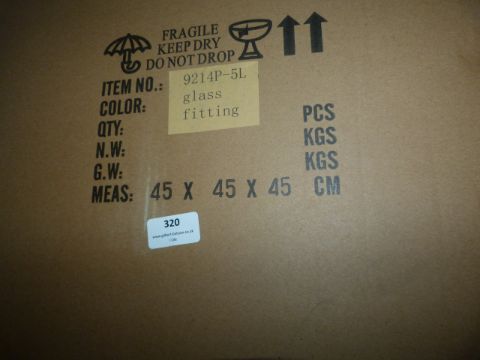 FRAGILE
KEEP DRY
DO NOT DROP
ITEM NO.: 9214P-5L
COLOR: glass
fitting
QTY: PCS
N.W: KGS
G.W: KGS
MEAS: 45 X 45 X 45 CM
320